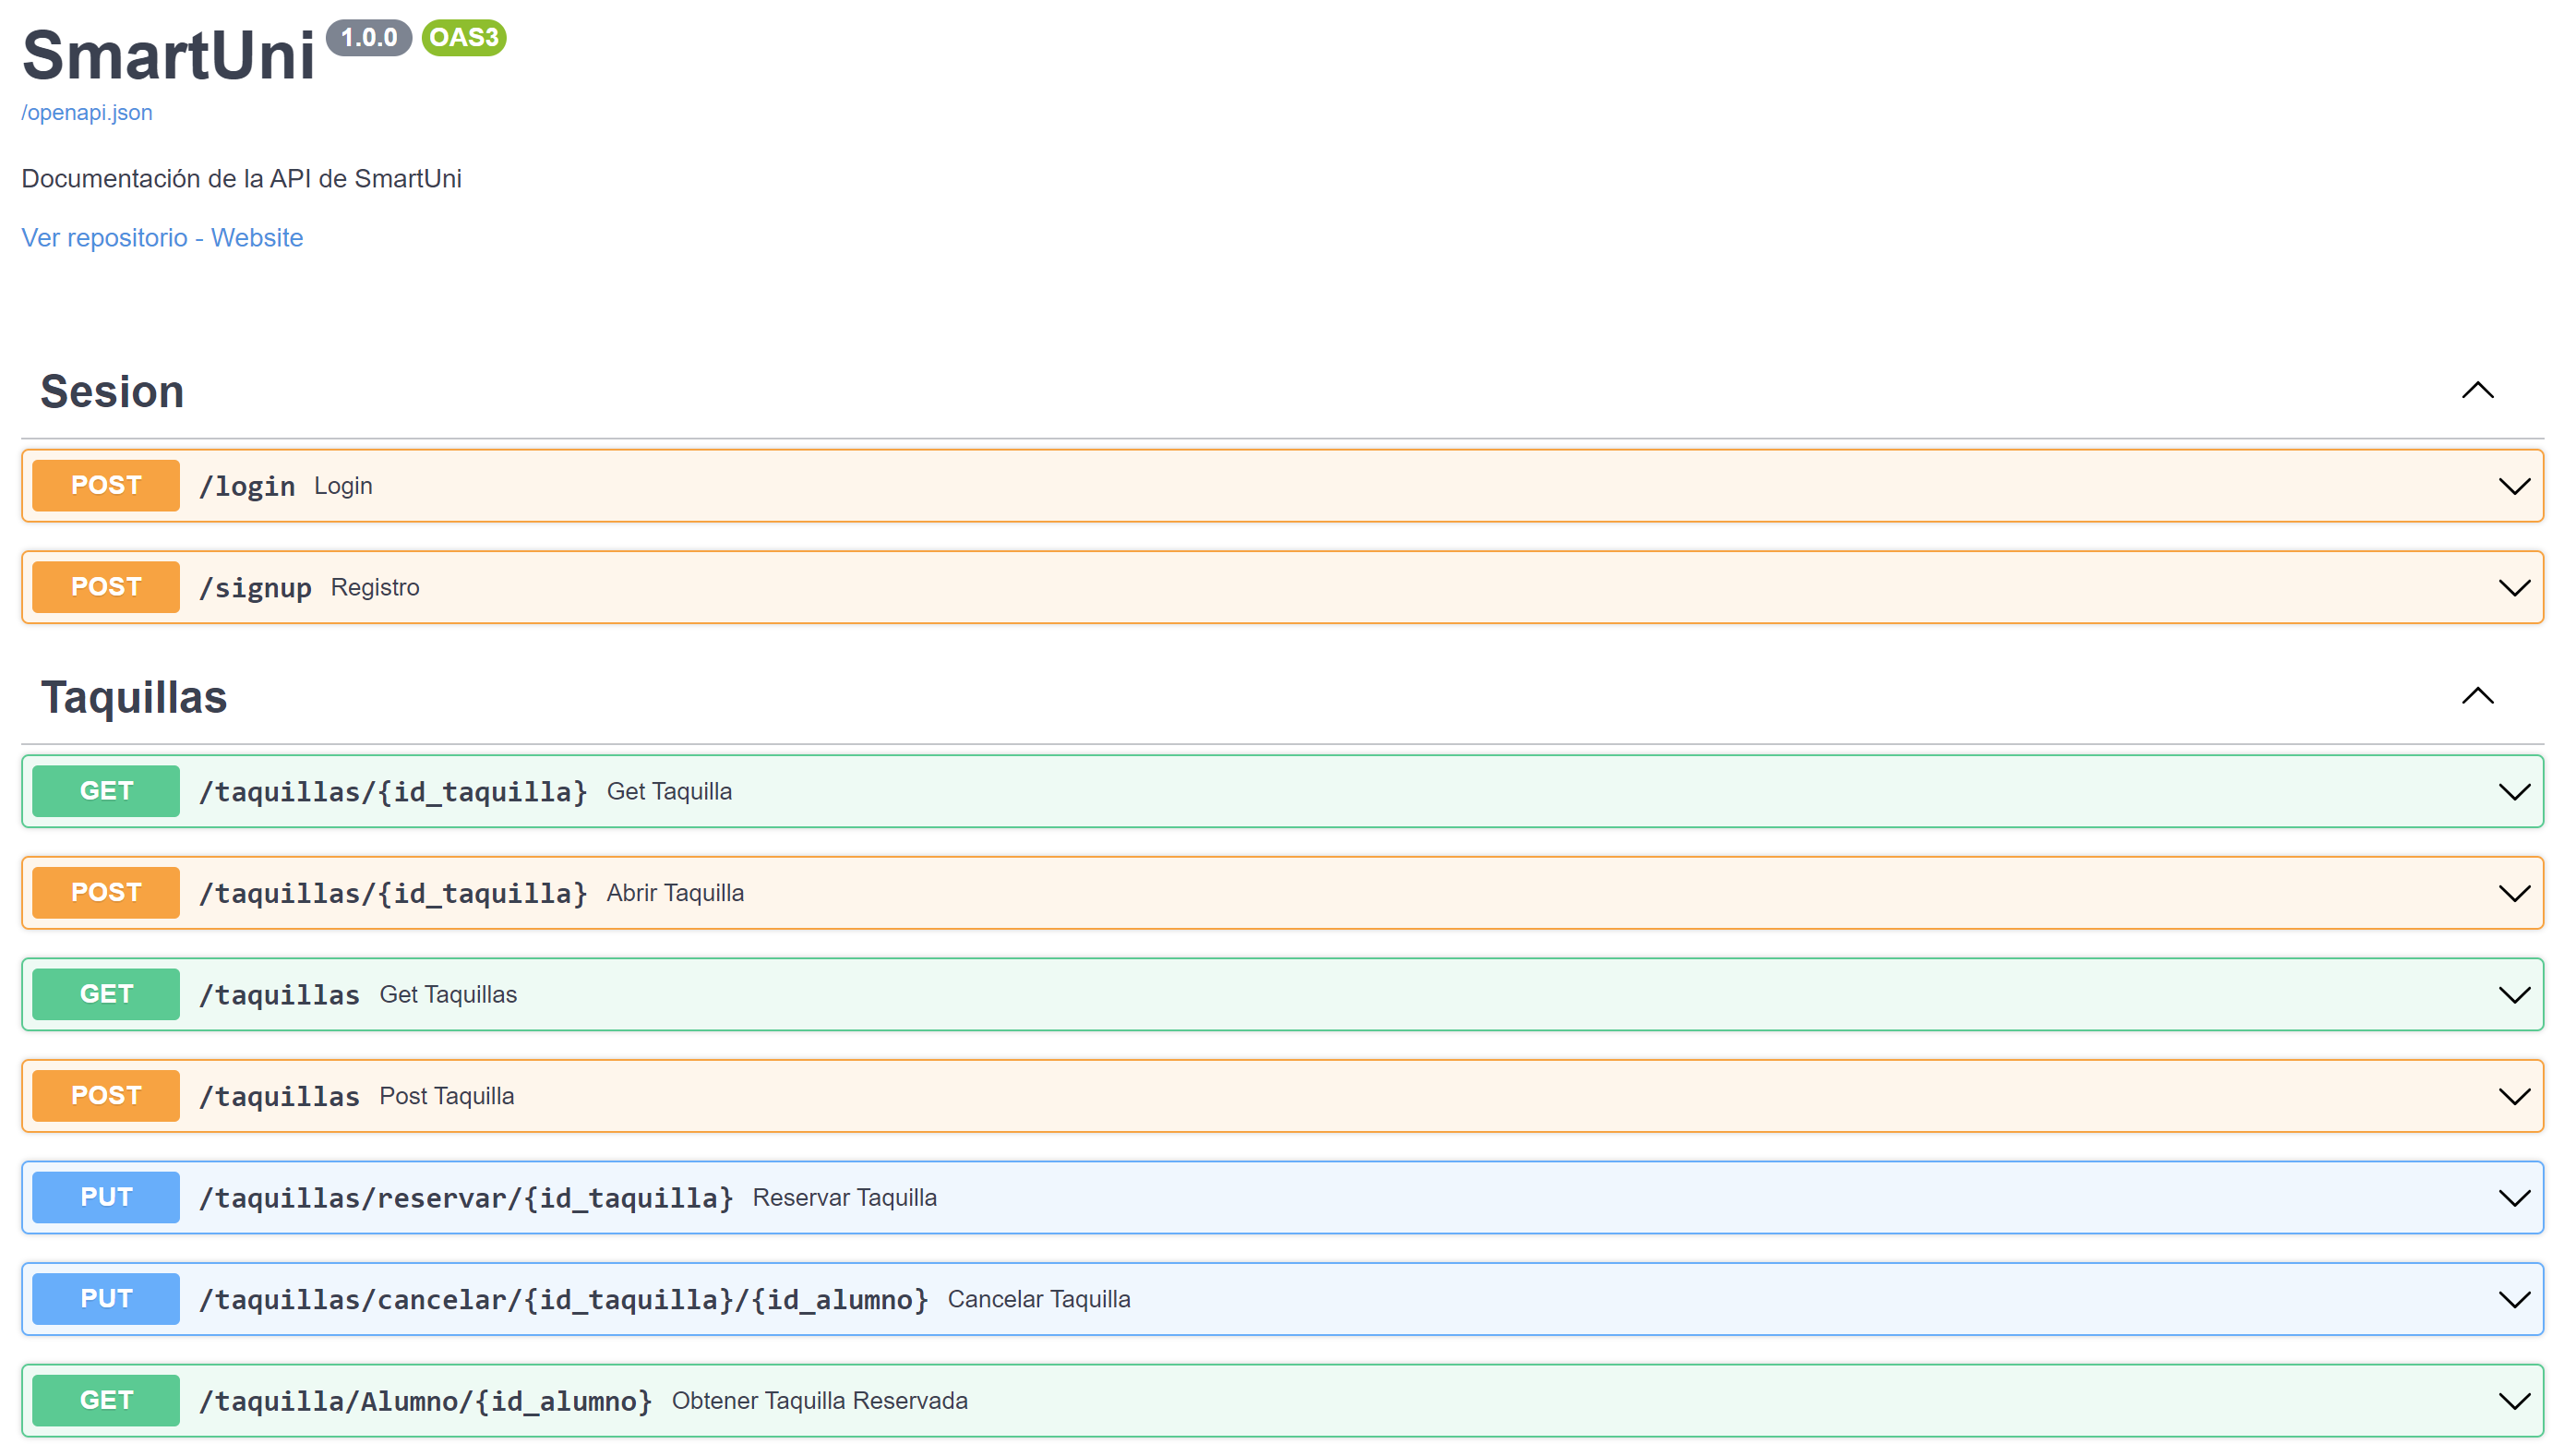 SmartUni 1.0.0 OAS3
/openapi.json
Documentación de la API de SmartUni
Ver repositorio - Website
Sesion
POST /login Login
POST /signup Registro
Taquillas
GET /taquillas/{id_taquilla} Get Taquilla
POST /taquillas/{id_taquilla} Abrir Taquilla
GET /taquillas Get Taquillas
POST /taquillas Post Taquilla
PUT /taquillas/reservar/{id_taquilla} Reservar Taquilla
PUT /taquillas/cancelar/{id_taquilla}/{id_alumno} Cancelar Taquilla
GET /taquilla/Alumno/{id_alumno} Obtener Taquilla Reservada